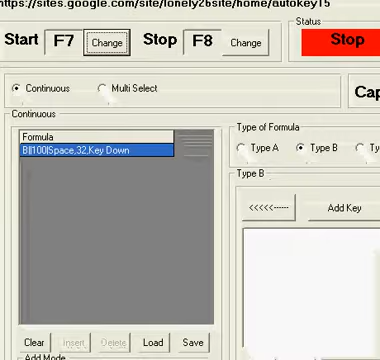 https://sites.google.com/site/lonely26site/home/autokey15
Start F7 Change Stop F8 Change
Status
Stop
Continuous Multi Select
Cap
Continuous
Formula
B||100|Space,32,Key Down
Type of Formula
Type A Type B Ty
Type B
<<<<<------ Add Key
Clear Insert Delete Load Save
Add Mode